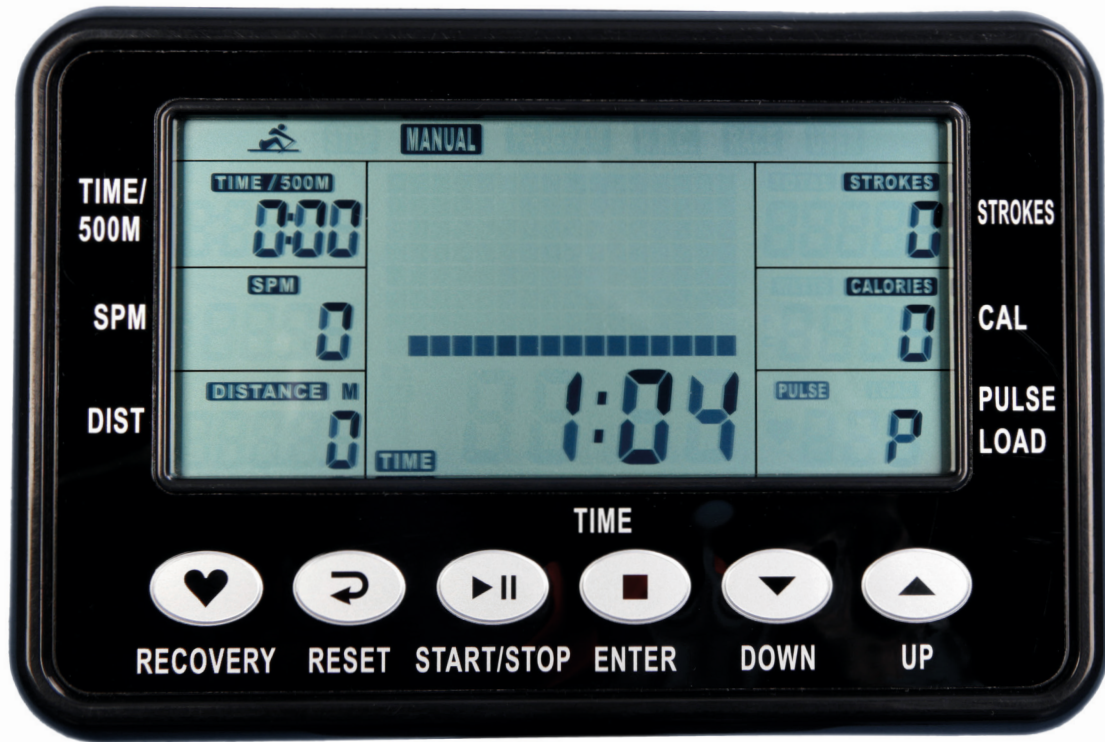 MANUAL
TIME/
500M
TIME/500M
0:00
STROKES
0
STROKES
SPM
SPM
0
CALORIES
0
CAL
DIST
DISTANCE M
0
1:04
TIME
PULSE
P
PULSE
LOAD
TIME
RECOVERY RESET START/STOP ENTER DOWN UP